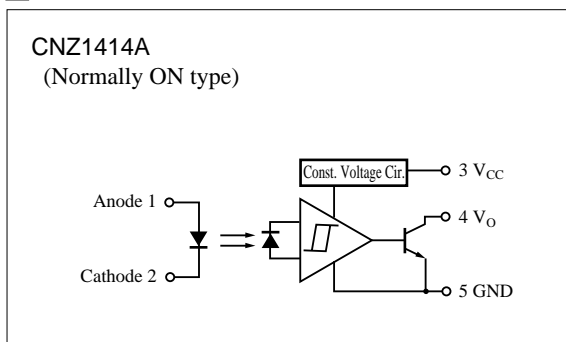 CNZ1414A
(Normally ON type)
Const. Voltage Cir.
3 VCC
Anode 1
4 VO
Cathode 2
5 GND